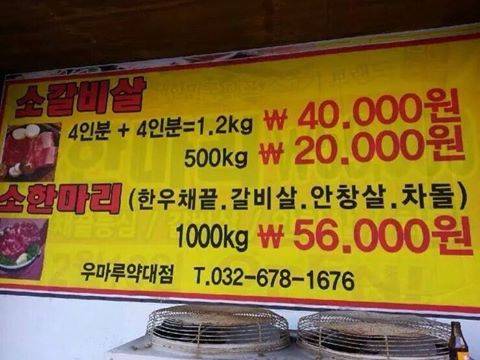 소갈비살
4인분 + 4인분=1.2kg ₩ 40.000원
500kg ₩ 20.000원
소한마리 (한우채끝.갈비살.안창살.차돌)
1000kg ₩ 56.000원
우마루약대점 T.032-678-1676